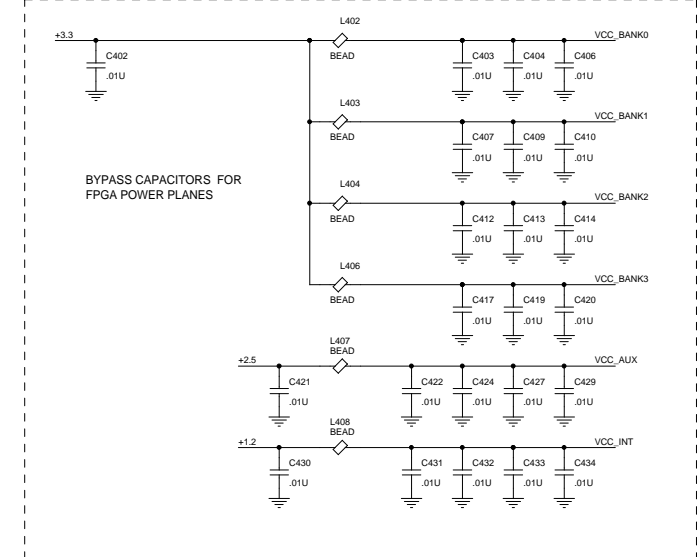 L402
+3.3
VCC_BANK0
C402
BEAD
C403
C404
C406
.01U
.01U
.01U
.01U
L403
VCC_BANK1
BEAD
C407
C409
C410
.01U
.01U
.01U
BYPASS CAPACITORS FOR
FPGA POWER PLANES
L404
VCC_BANK2
BEAD
C412
C413
C414
.01U
.01U
.01U
L406
VCC_BANK3
BEAD
C417
C419
C420
.01U
.01U
.01U
L407
BEAD
+2.5
VCC_AUX
C421
C422
C424
C427
C429
.01U
.01U
.01U
.01U
.01U
L408
BEAD
+1.2
VCC_INT
C430
C431
C432
C433
C434
.01U
.01U
.01U
.01U
.01U